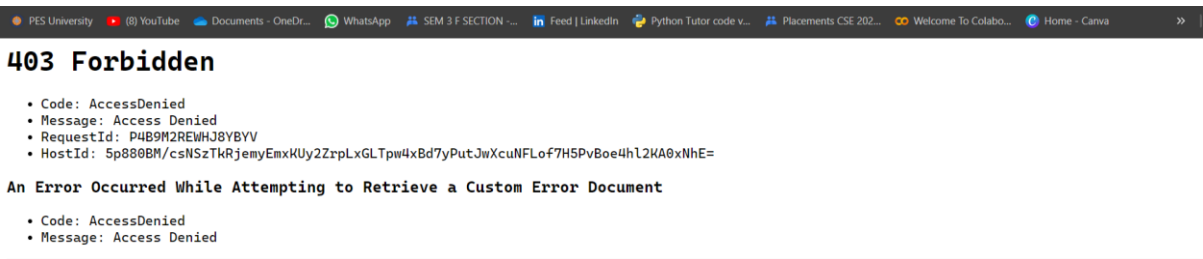 PES University (8) YouTube Documents - OneDr... WhatsApp SEM 3 F SECTION -... Feed | LinkedIn Python Tutor code v... Placements CSE 202... Welcome To Colabo... Home - Canva »
403 Forbidden
• Code: AccessDenied
• Message: Access Denied
• RequestId: P4B9M2REWHJ8YBYV
• HostId: 5p880BM/csNSzTkRjemyEmxKUy2ZrpLxGLTpw4xBd7yPutJwXcuNFLof7H5PvBoe4hl2KA0xNhE=
An Error Occurred While Attempting to Retrieve a Custom Error Document
• Code: AccessDenied
• Message: Access Denied